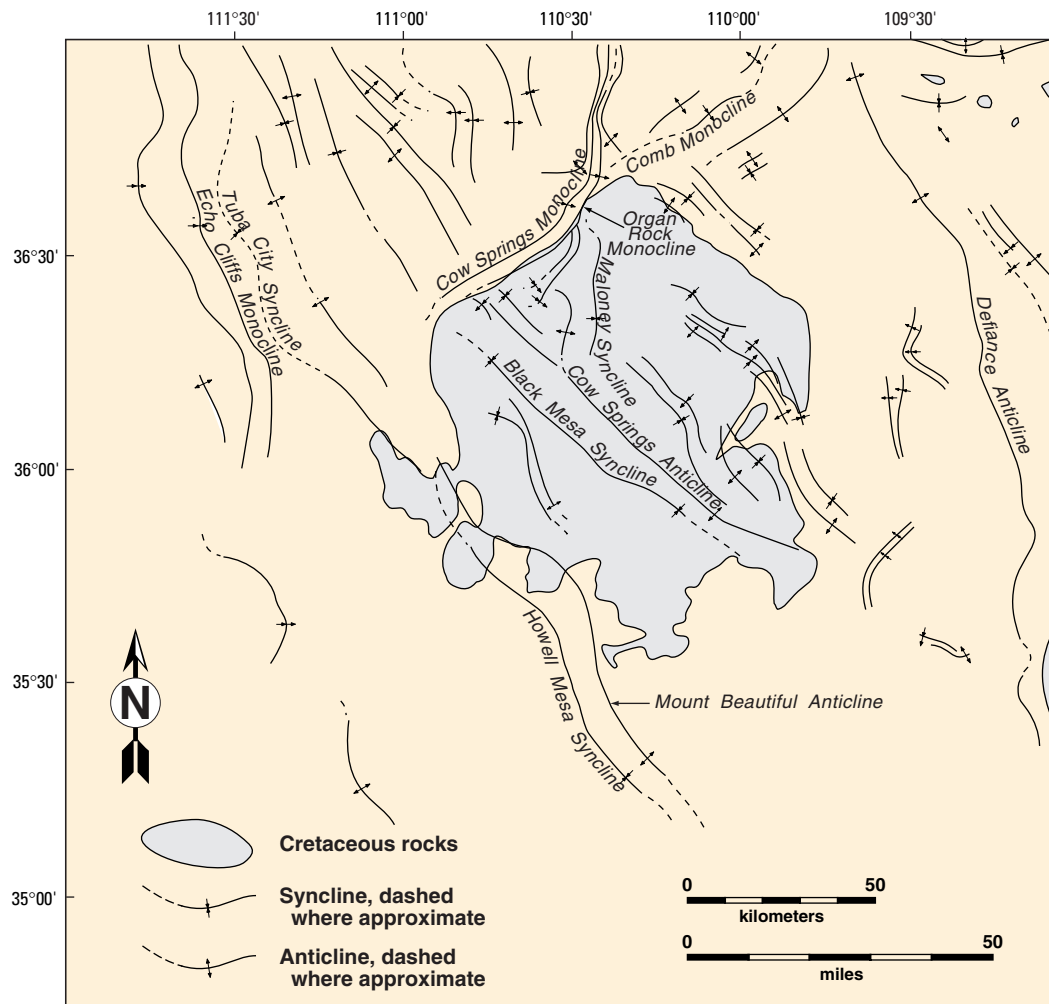 111°30'
111°00'
110°30'
110°00'
109°30'
36°30'
36°00'
35°30'
35°00'
Comb Monocline
Cow Springs Monocline
Organ
Rock
Monocline
Tuba City Syncline
Echo Cliffs Monocline
Maloney Syncline
Black Mesa Syncline
Cow Springs Anticline
Defiance Anticline
Howell Mesa Syncline
Mount Beautiful Anticline
N
Cretaceous rocks
Syncline, dashed
where approximate
Anticline, dashed
where approximate
0 50
kilometers
0 50
miles